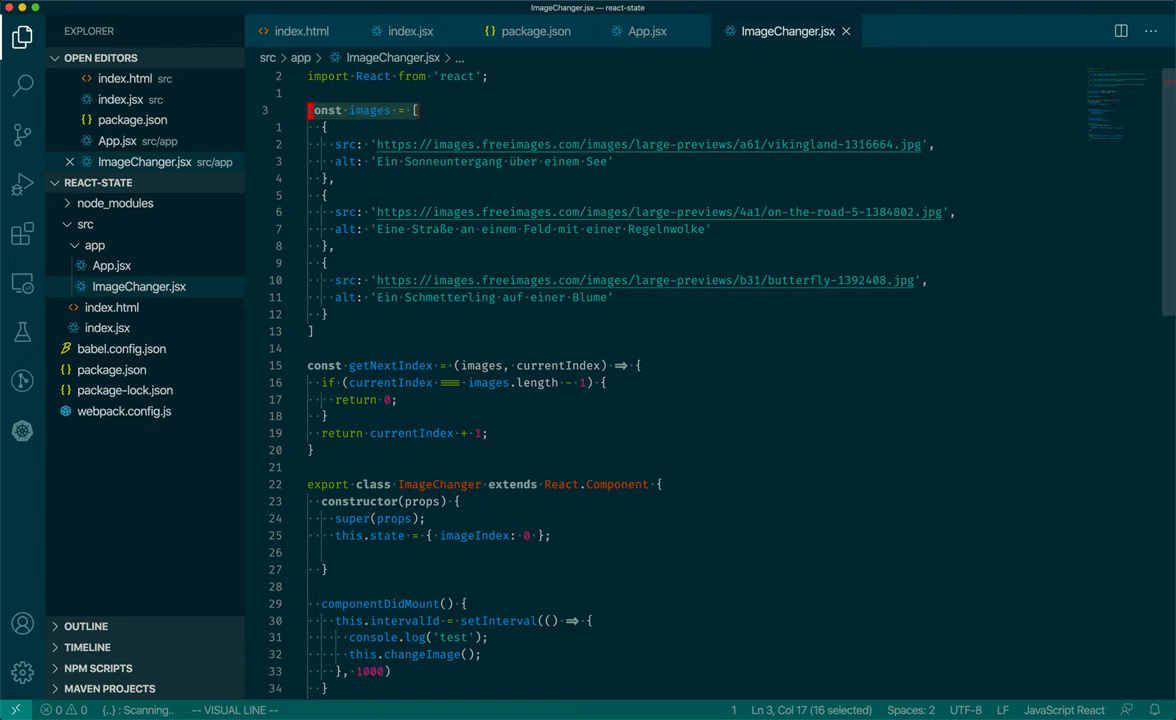 ImageChanger.jsx — react-state
EXPLORER
OPEN EDITORS
index.html src
index.jsx src
package.json
App.jsx src/app
ImageChanger.jsx src/app
REACT-STATE
node_modules
src
app
App.jsx
ImageChanger.jsx
index.html
index.jsx
babel.config.json
package.json
package-lock.json
webpack.config.js
OUTLINE
TIMELINE
NPM SCRIPTS
MAVEN PROJECTS
index.html index.jsx package.json App.jsx ImageChanger.jsx
src > app > ImageChanger.jsx > ...
2 import React from 'react';
1
3 const images = [
1 {
2 src: 'https://images.freeimages.com/images/large-previews/a61/vikingland-1316664.jpg',
3 alt: 'Ein Sonneuntergang über einem See'
4 },
5 {
6 src: 'https://images.freeimages.com/images/large-previews/4a1/on-the-road-5-1384802.jpg',
7 alt: 'Eine Straße an einem Feld mit einer Regelnwolke'
8 },
9 {
10 src: 'https://images.freeimages.com/images/large-previews/b31/butterfly-1392408.jpg',
11 alt: 'Ein Schmetterling auf einer Blume'
12 }
13 ]
14
15 const getNextIndex = (images, currentIndex) => {
16 if (currentIndex === images.length - 1) {
17 return 0;
18 }
19 return currentIndex + 1;
20 }
21
22 export class ImageChanger extends React.Component {
23 constructor(props) {
24 super(props);
25 this.state = { imageIndex: 0 };
26
27 }
28
29 componentDidMount() {
30 this.intervalId = setInterval(() => {
31 console.log('test');
32 this.changeImage();
33 }, 1000)
34 }
0 0 {..} : Scanning.. -- VISUAL LINE -- 1 Ln 3, Col 17 (16 selected) Spaces: 2 UTF-8 LF JavaScript React